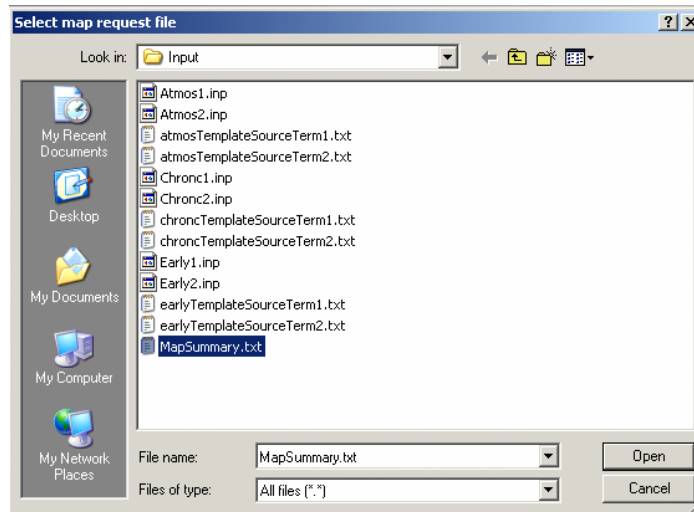 Select map request file
Look in: Input
Atmos1.inp
Atmos2.inp
atmosTemplateSourceTerm1.txt
atmosTemplateSourceTerm2.txt
Chronc1.inp
Chronc2.inp
chroncTemplateSourceTerm1.txt
chroncTemplateSourceTerm2.txt
Early1.inp
Early2.inp
earlyTemplateSourceTerm1.txt
earlyTemplateSourceTerm2.txt
MapSummary.txt
My Recent
Documents
Desktop
My Documents
My Computer
My Network
Places
File name: MapSummary.txt Open
Files of type: All files (*.*) Cancel